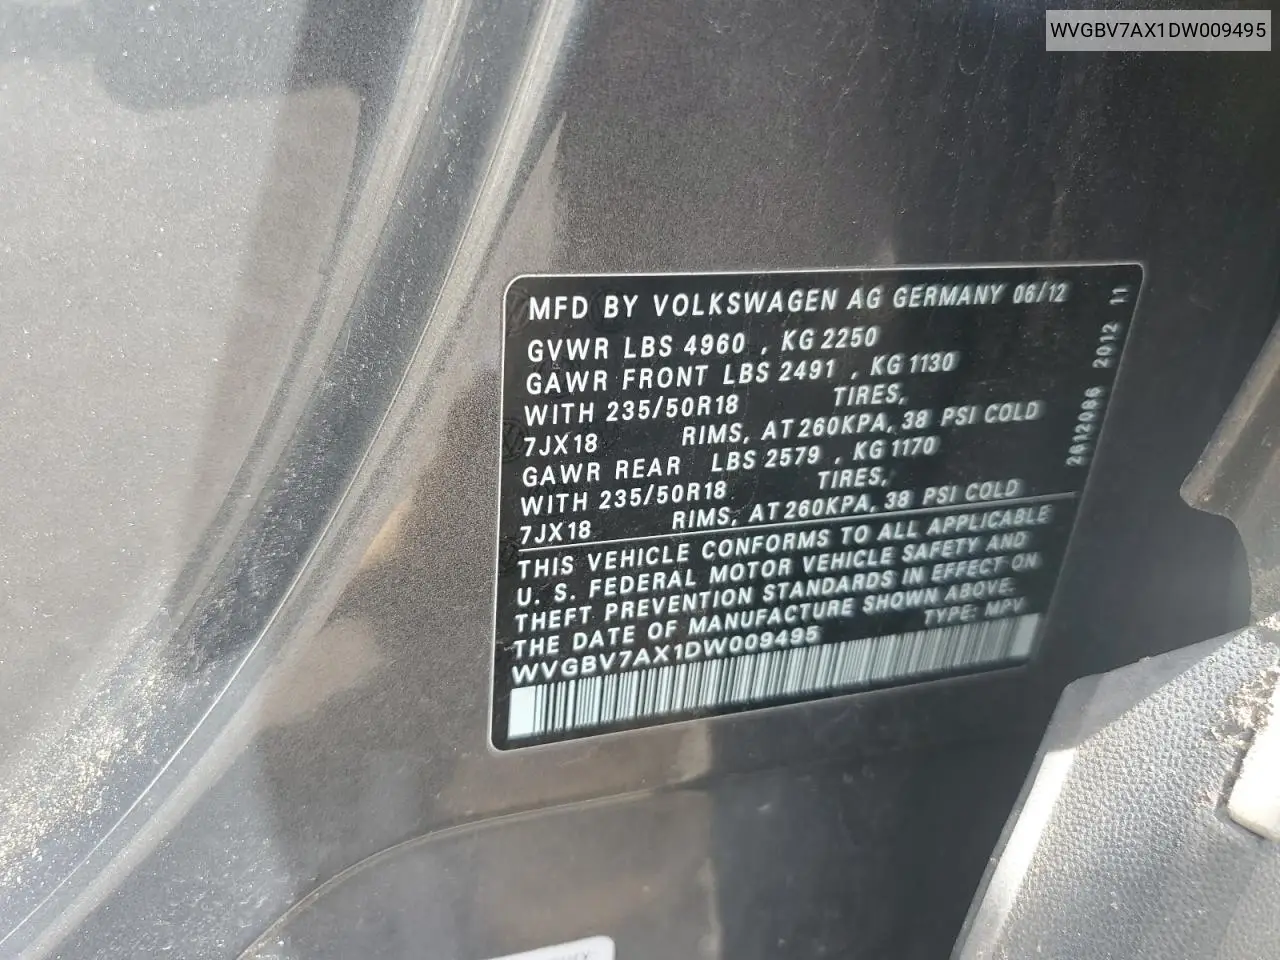 WVGBV7AX1DW009495
MFD BY VOLKSWAGEN AG GERMANY 06/12
GVWR LBS 4960 , KG 2250
GAWR FRONT LBS 2491 , KG 1130
WITH 235/50R18 TIRES,
7JX18 RIMS, AT 260KPA, 38 PSI COLD
GAWR REAR LBS 2579 , KG 1170
WITH 235/50R18 TIRES,
7JX18 RIMS, AT 260KPA, 38 PSI COLD
THIS VEHICLE CONFORMS TO ALL APPLICABLE
U. S. FEDERAL MOTOR VEHICLE SAFETY AND
THEFT PREVENTION STANDARDS IN EFFECT ON
THE DATE OF MANUFACTURE SHOWN ABOVE.
WVGBV7AX1DW009495 TYPE: MPV
2612086 2012 11